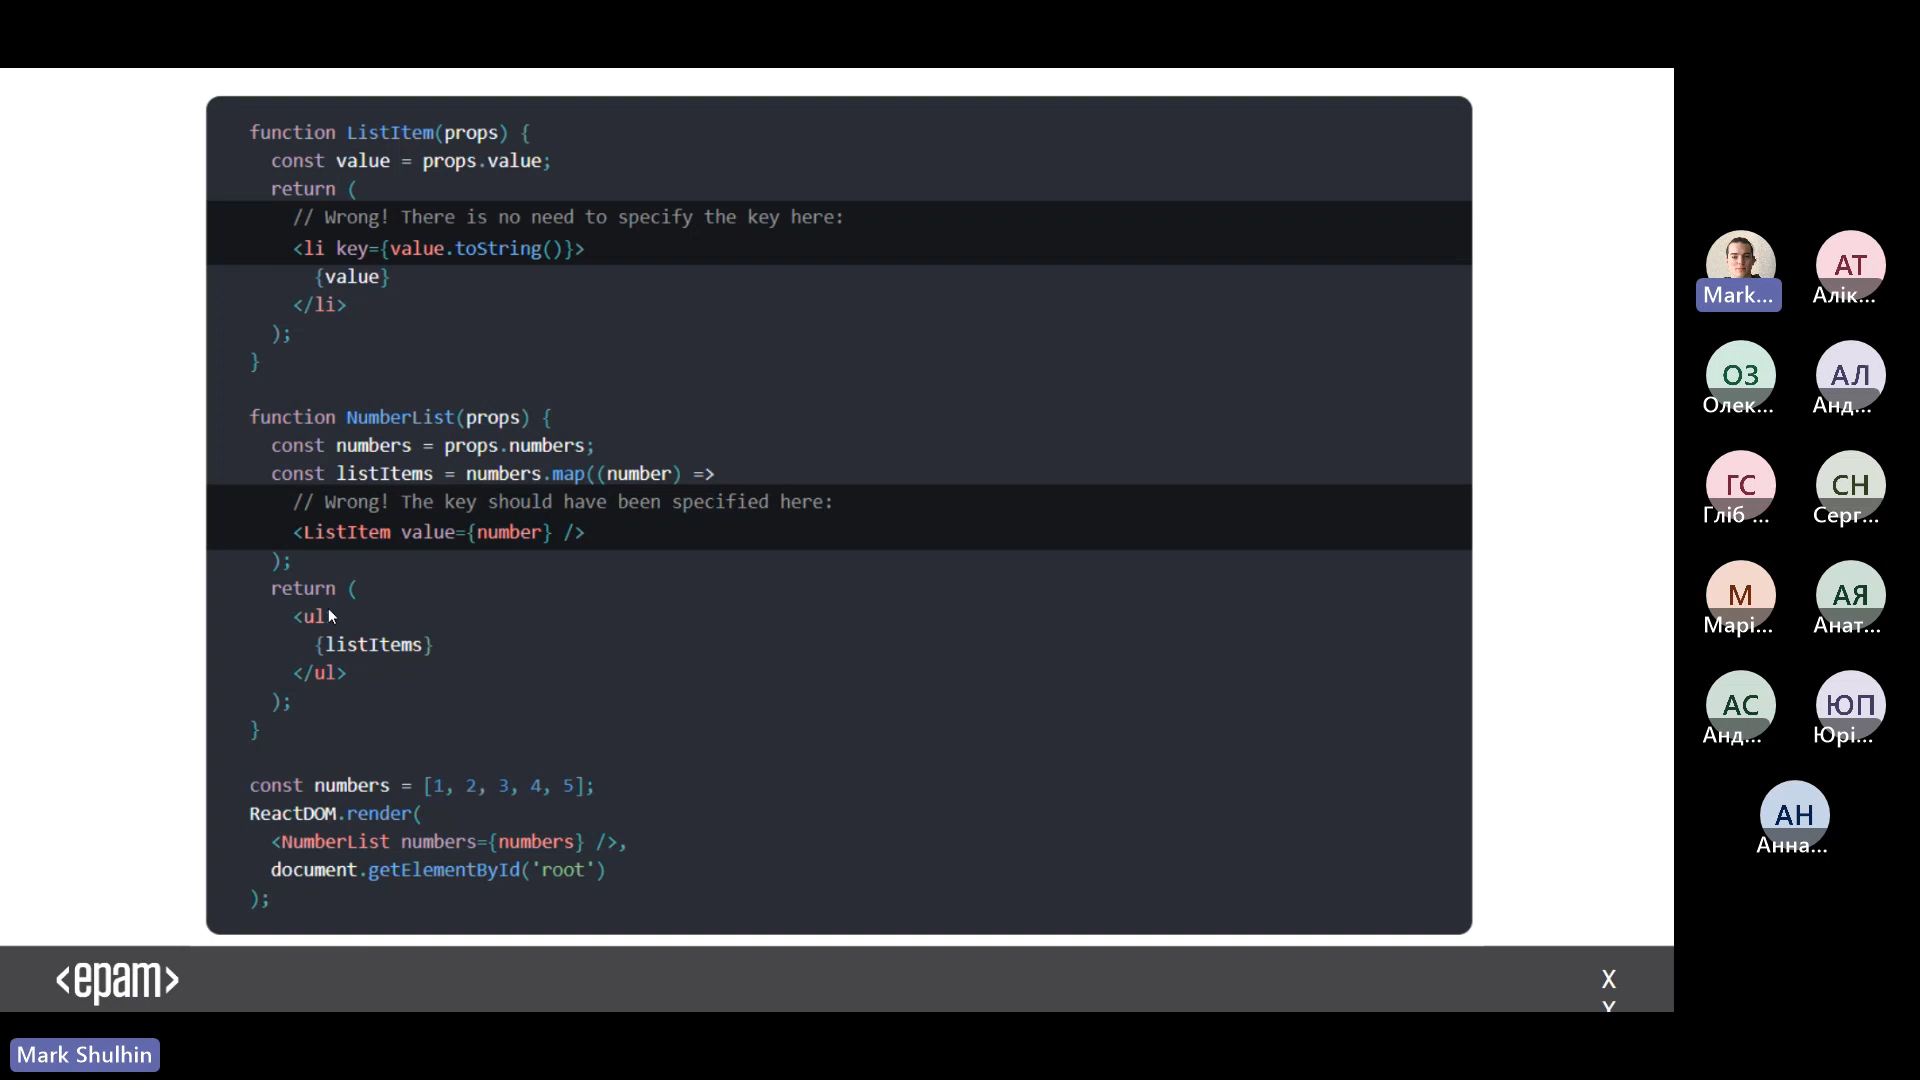 function ListItem(props) {
const value = props.value;
return (
// Wrong! There is no need to specify the key here:
<li key={value.toString()}>
{value}
</li>
);
}
function NumberList(props) {
const numbers = props.numbers;
const listItems = numbers.map((number) =>
// Wrong! The key should have been specified here:
<ListItem value={number} />
);
return (
<ul
{listItems}
</ul>
);
}
const numbers = [1, 2, 3, 4, 5];
ReactDOM.render(
<NumberList numbers={numbers} />,
document.getElementById('root')
);
<epam>
X
Mark Shulhin
Mark...
АТ
Алік...
ОЗ
Олек...
АЛ
Анд...
ГС
Гліб ...
СН
Серг...
М
Марі...
АЯ
Анат...
АС
Анд...
ЮП
Юрі...
АН
Анна...